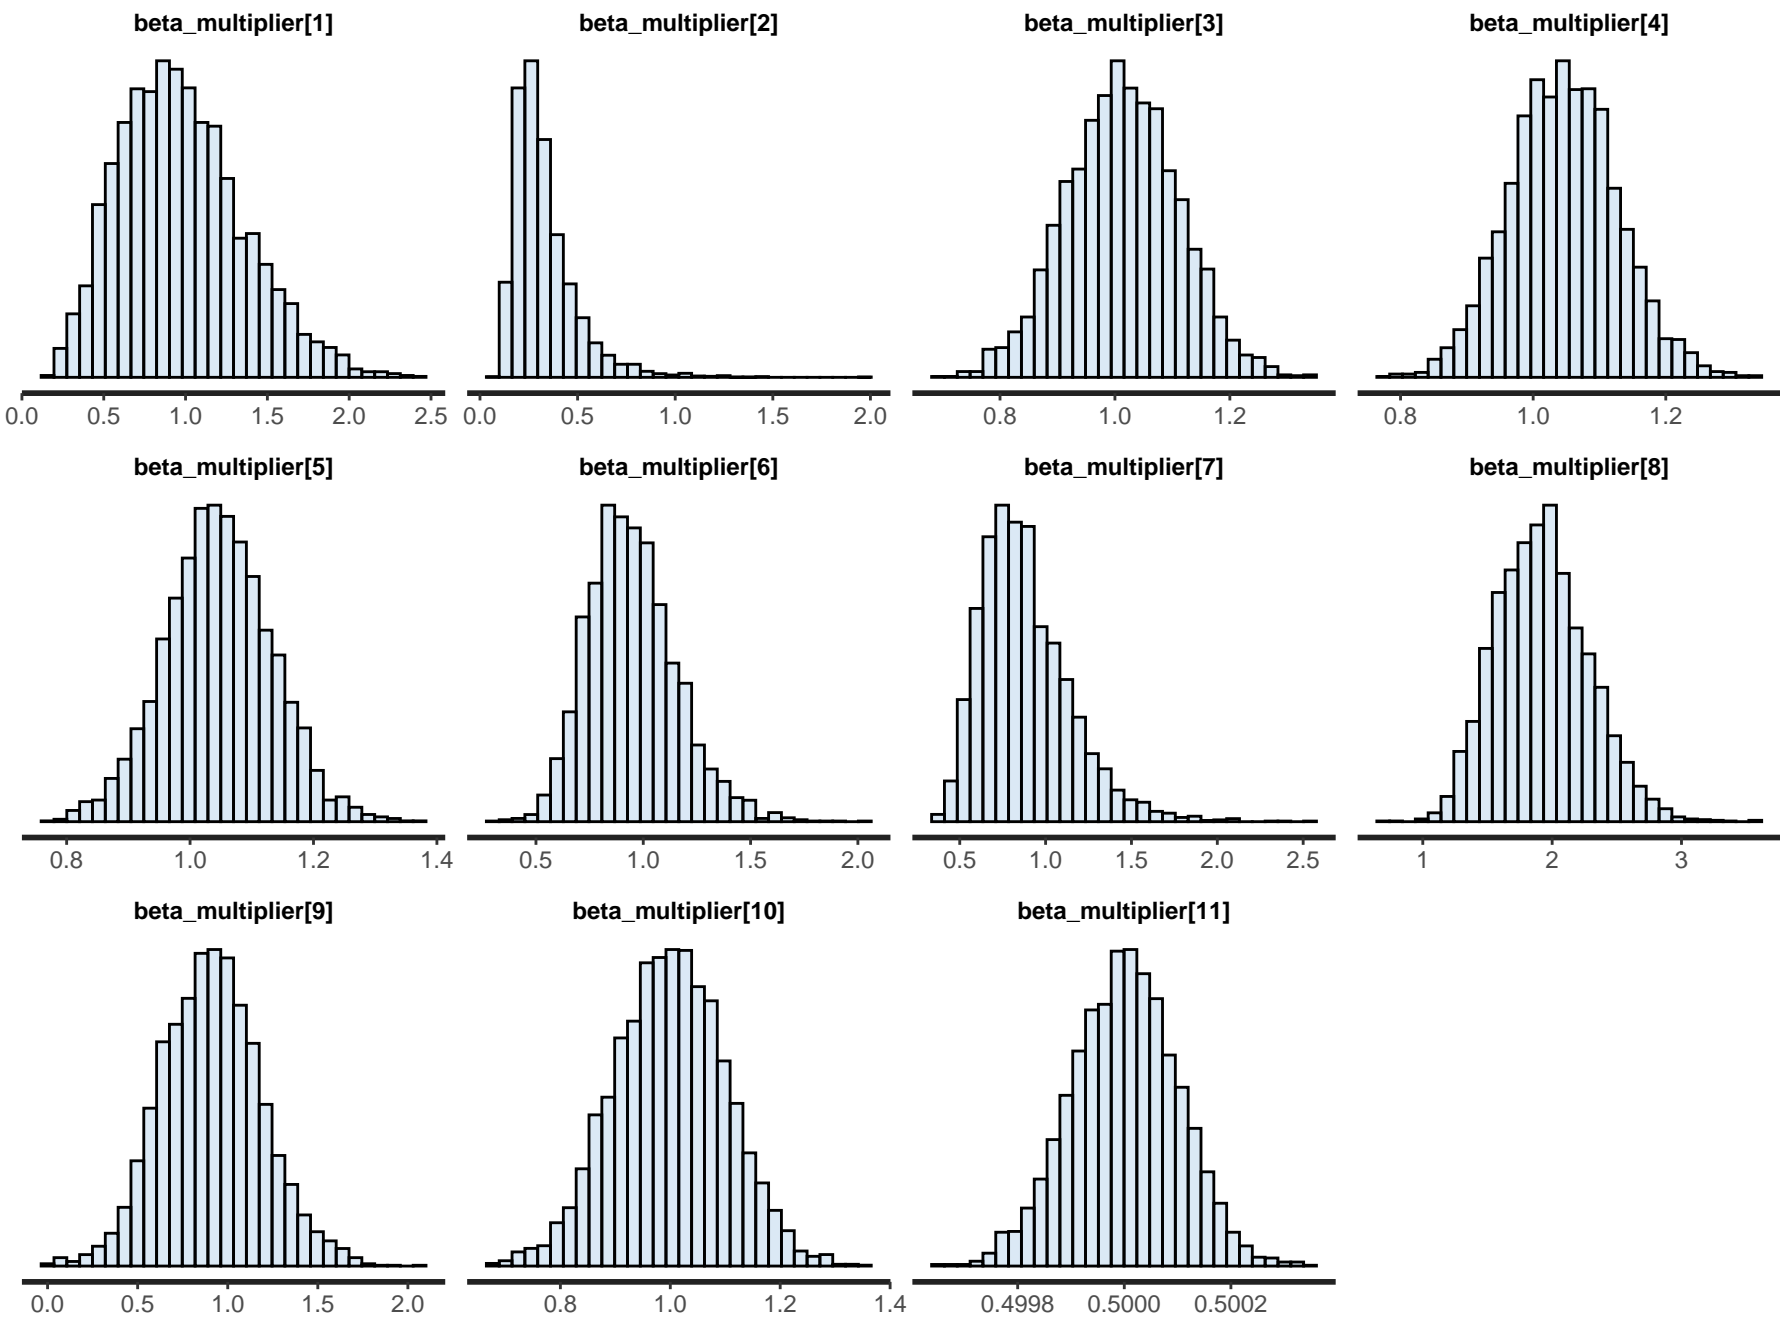 beta_multiplier[1] beta_multiplier[2] beta_multiplier[3] beta_multiplier[4]
0.0 0.5 1.0 1.5 2.0 2.5 0.0 0.5 1.0 1.5 2.0 0.8 1.0 1.2 0.8 1.0 1.2
beta_multiplier[5] beta_multiplier[6] beta_multiplier[7] beta_multiplier[8]
0.8 1.0 1.2 1.4 0.5 1.0 1.5 2.0 0.5 1.0 1.5 2.0 2.5 1 2 3
beta_multiplier[9] beta_multiplier[10] beta_multiplier[11]
0.0 0.5 1.0 1.5 2.0 0.8 1.0 1.2 1.4 0.4998 0.5000 0.5002